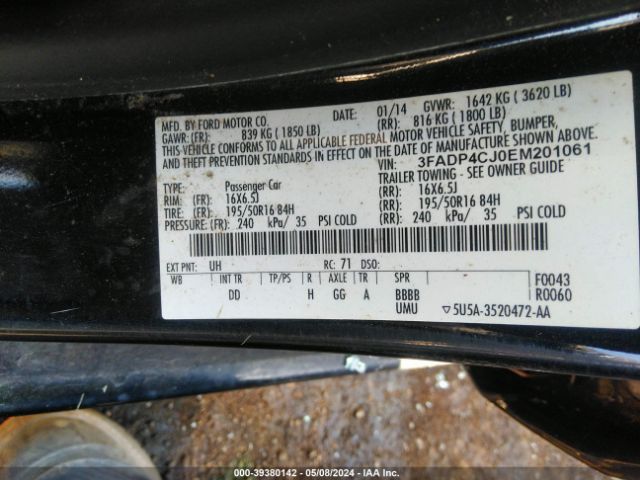 MFD. BY FORD MOTOR CO. DATE: 01/14 GVWR: 1642 KG ( 3620 LB)
GAWR: (FR): 839 KG ( 1850 LB) (RR): 816 KG ( 1800 LB)
THIS VEHICLE CONFORMS TO ALL APPLICABLE FEDERAL MOTOR VEHICLE SAFETY, BUMPER,
AND THEFT PREVENTION STANDARDS IN EFFECT ON THE DATE OF MANUFACTURE SHOWN ABOVE.
VIN: 3FADP4CJ0EM201061
TYPE: Passenger Car TRAILER TOWING - SEE OWNER GUIDE
RIM: (FR): 16X6.5J (RR): 16X6.5J
TIRE: (FR): 195/50R16 84H (RR): 195/50R16 84H
PRESSURE: (FR): 240 kPa/ 35 PSI COLD (RR): 240 kPa/ 35 PSI COLD
EXT PNT: UH RC: 71 DSO:
WB INT TR TP/PS R AXLE TR SPR F0043
DD H GG A BBBB R0060
UMU ▽5U5A-3520472-AA
000-39380142 - 05/08/2024 - IAA Inc.